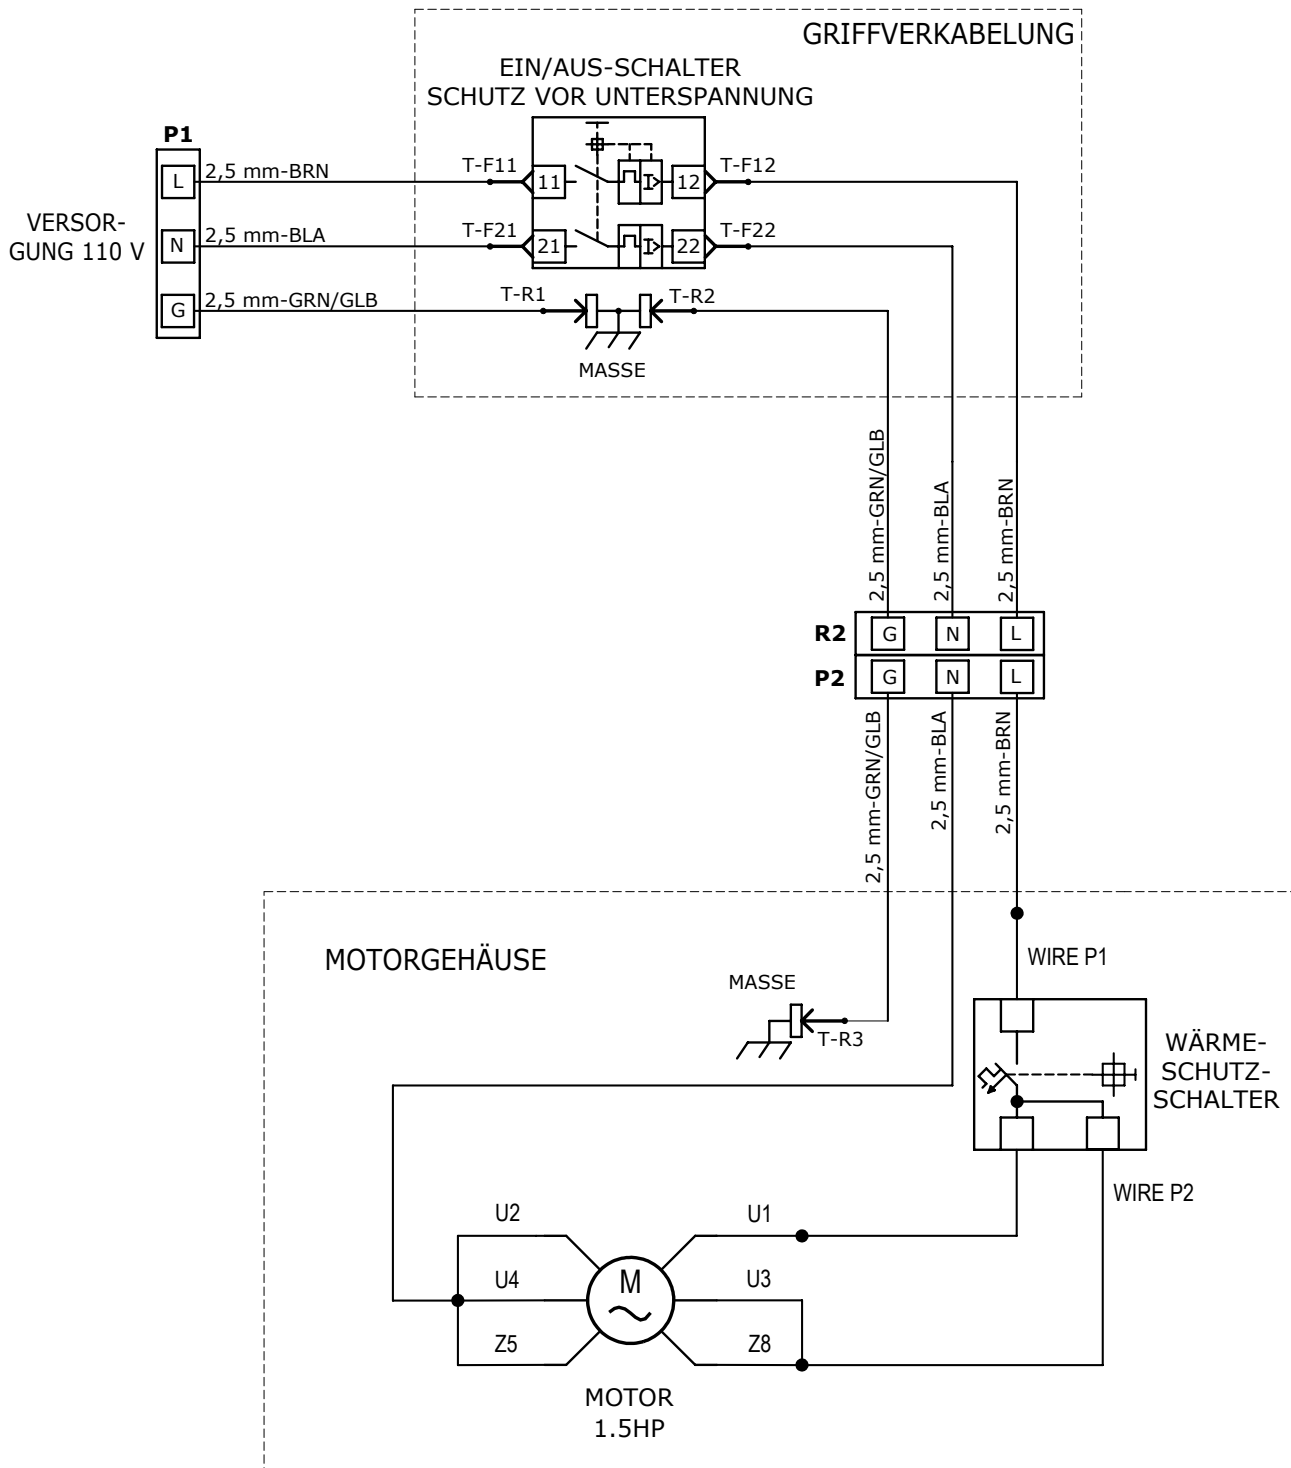 GRIFFVERKABELUNG
EIN/AUS-SCHALTER
SCHUTZ VOR UNTERSPANNUNG
P1
L
2,5 mm-BRN
T-F11
11
12
T-F12
VERSOR-
GUNG 110 V
N
2,5 mm-BLA
T-F21
21
22
T-F22
G
2,5 mm-GRN/GLB
T-R1
T-R2
MASSE
2,5 mm-GRN/GLB
2,5 mm-BLA
2,5 mm-BRN
R2
G
N
L
P2
G
N
L
2,5 mm-GRN/GLB
2,5 mm-BLA
2,5 mm-BRN
MOTORGEHÄUSE
WIRE P1
MASSE
T-R3
WÄRME-
SCHUTZ-
SCHALTER
WIRE P2
U2
U1
U4
M
U3
Z5
Z8
MOTOR
1.5HP